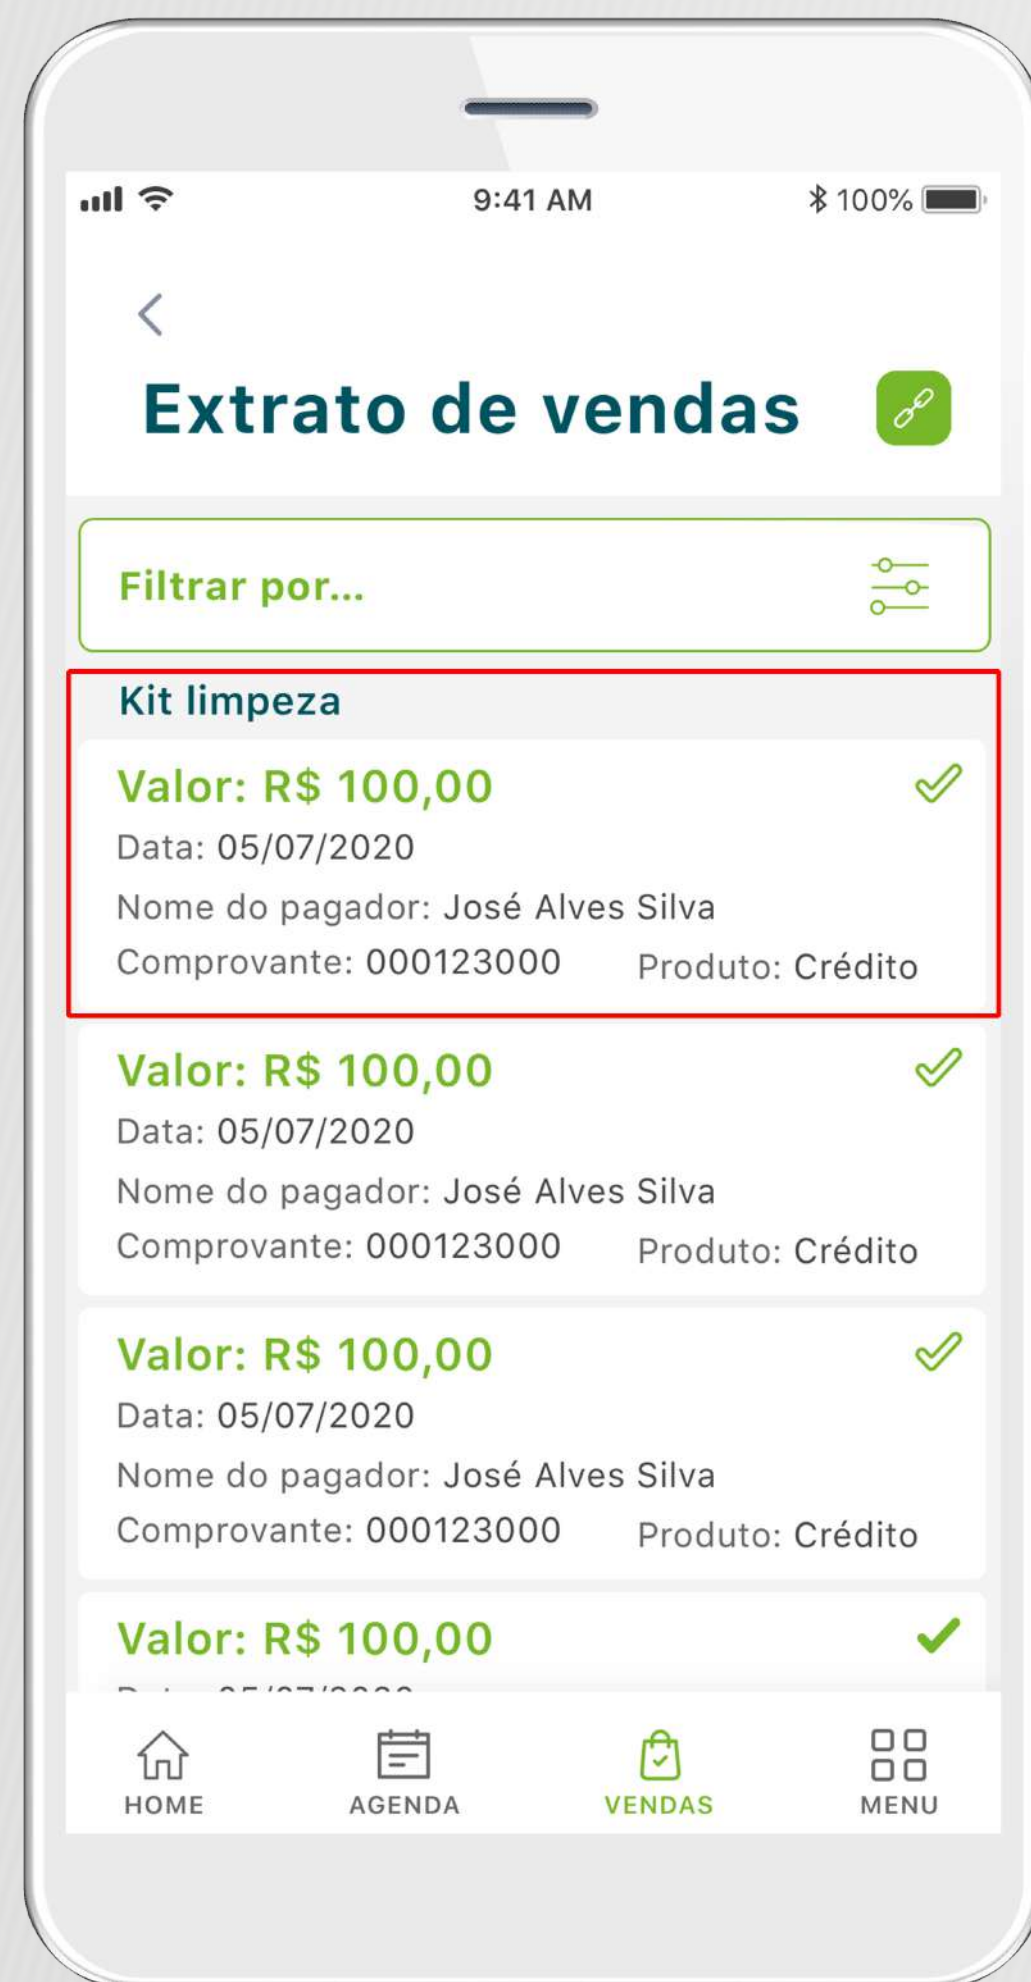 9:41 AM
100%
Extrato de vendas
Filtrar por...
Kit limpeza
Valor: R$ 100,00
Data: 05/07/2020
Nome do pagador: José Alves Silva
Comprovante: 000123000 Produto: Crédito
Valor: R$ 100,00
Data: 05/07/2020
Nome do pagador: José Alves Silva
Comprovante: 000123000 Produto: Crédito
Valor: R$ 100,00
Data: 05/07/2020
Nome do pagador: José Alves Silva
Comprovante: 000123000 Produto: Crédito
Valor: R$ 100,00
HOME AGENDA VENDAS MENU